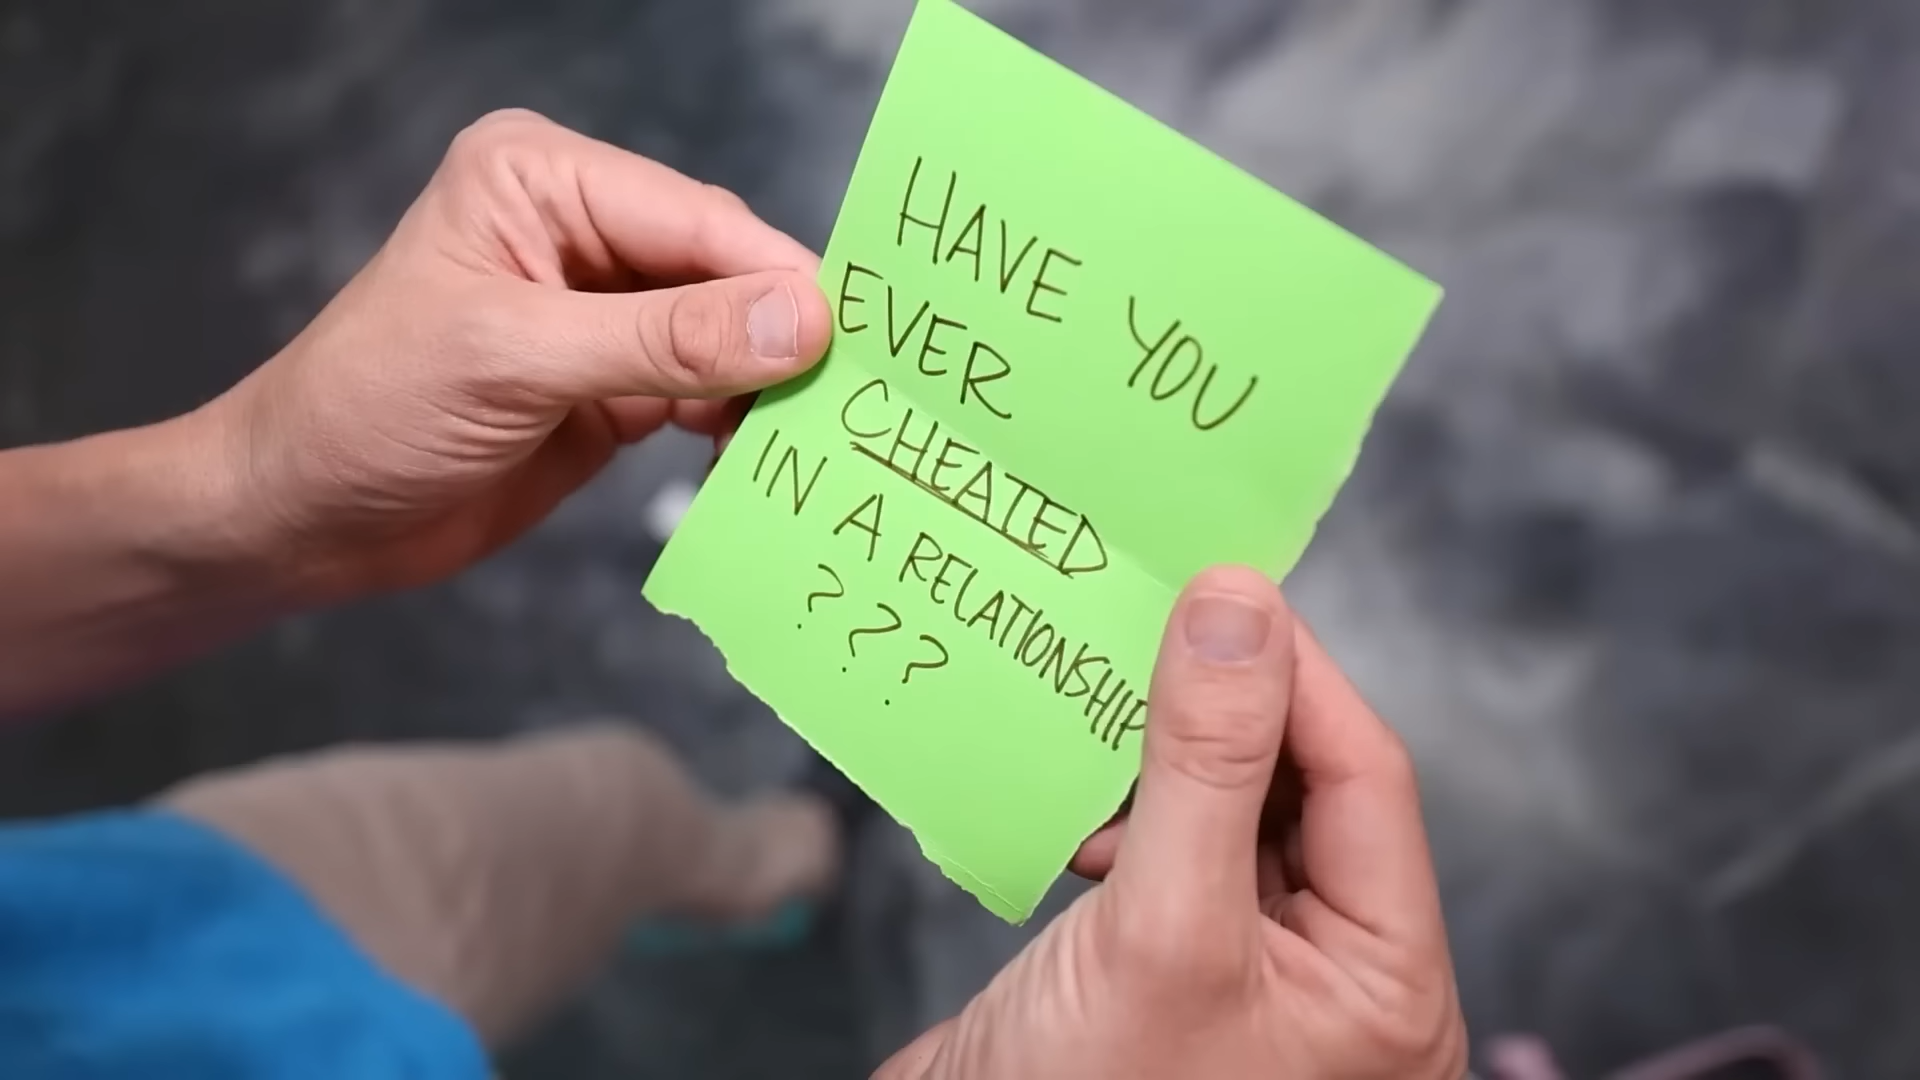 HAVE YOU
EVER
CHEATED
IN A RELATIONSHIP
???